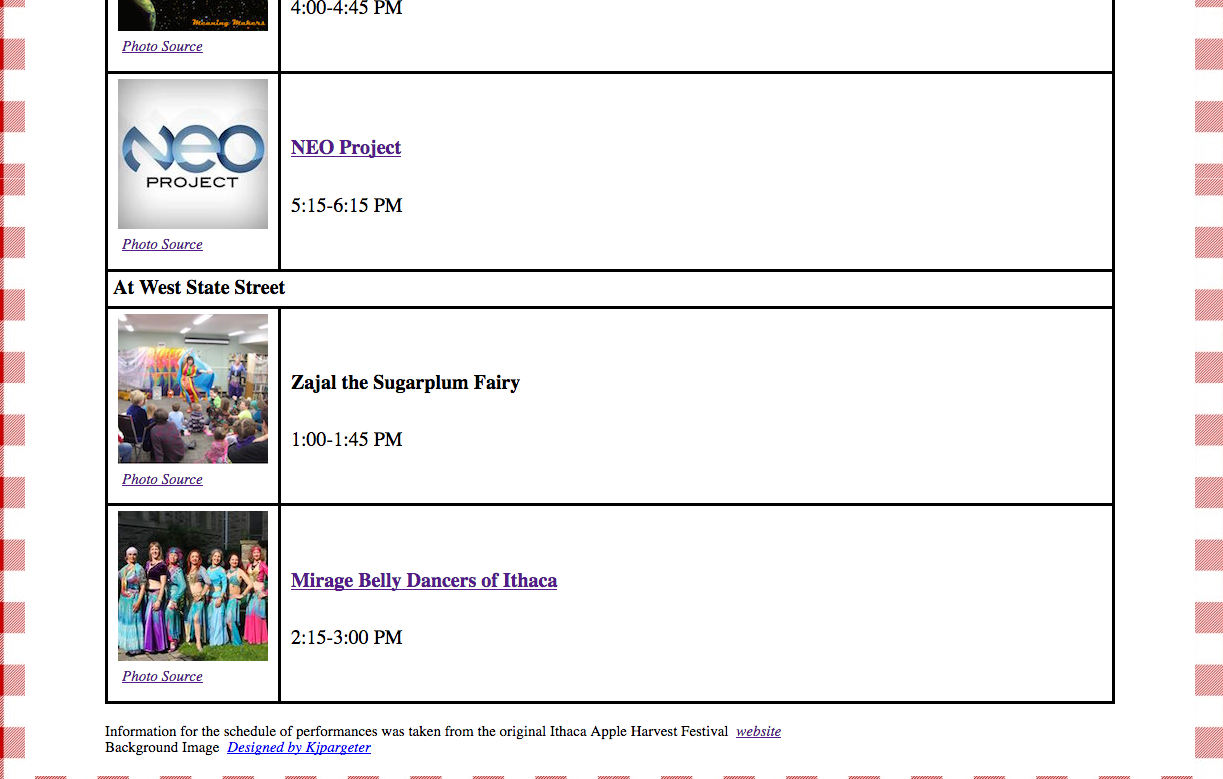 4:00-4:45 PM
Meaning Makers
Photo Source
NEO
PROJECT
NEO Project
5:15-6:15 PM
Photo Source
At West State Street
Zajal the Sugarplum Fairy
1:00-1:45 PM
Photo Source
Mirage Belly Dancers of Ithaca
2:15-3:00 PM
Photo Source
Information for the schedule of performances was taken from the original Ithaca Apple Harvest Festival website
Background Image Designed by Kjpargeter